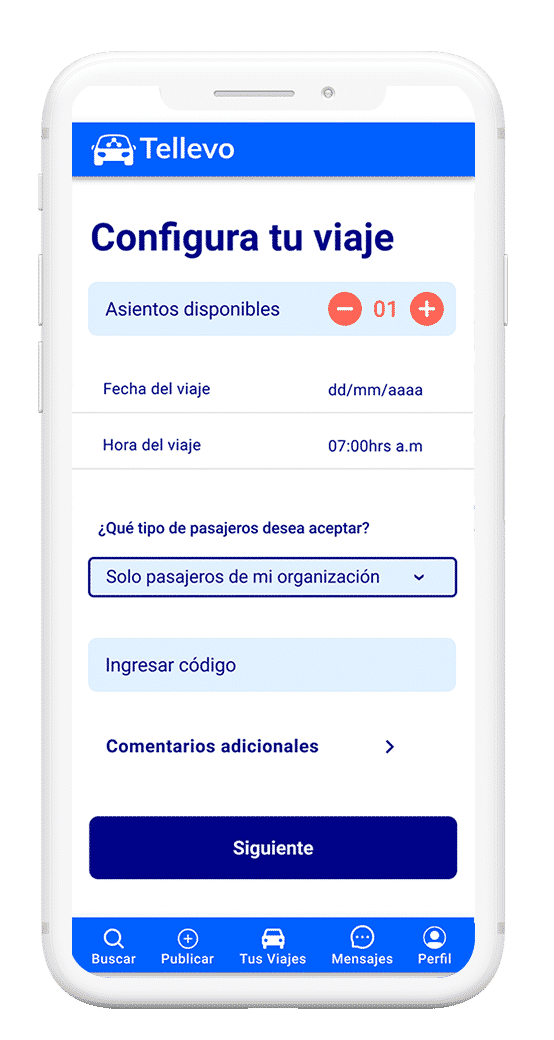 Tellevo
Configura tu viaje
Asientos disponibles 01
Fecha del viaje dd/mm/aaaa
Hora del viaje 07:00hrs a.m
¿Qué tipo de pasajeros desea aceptar?
Solo pasajeros de mi organización
Ingresar código
Comentarios adicionales
Siguiente
Buscar Publicar Tus Viajes Mensajes Perfil